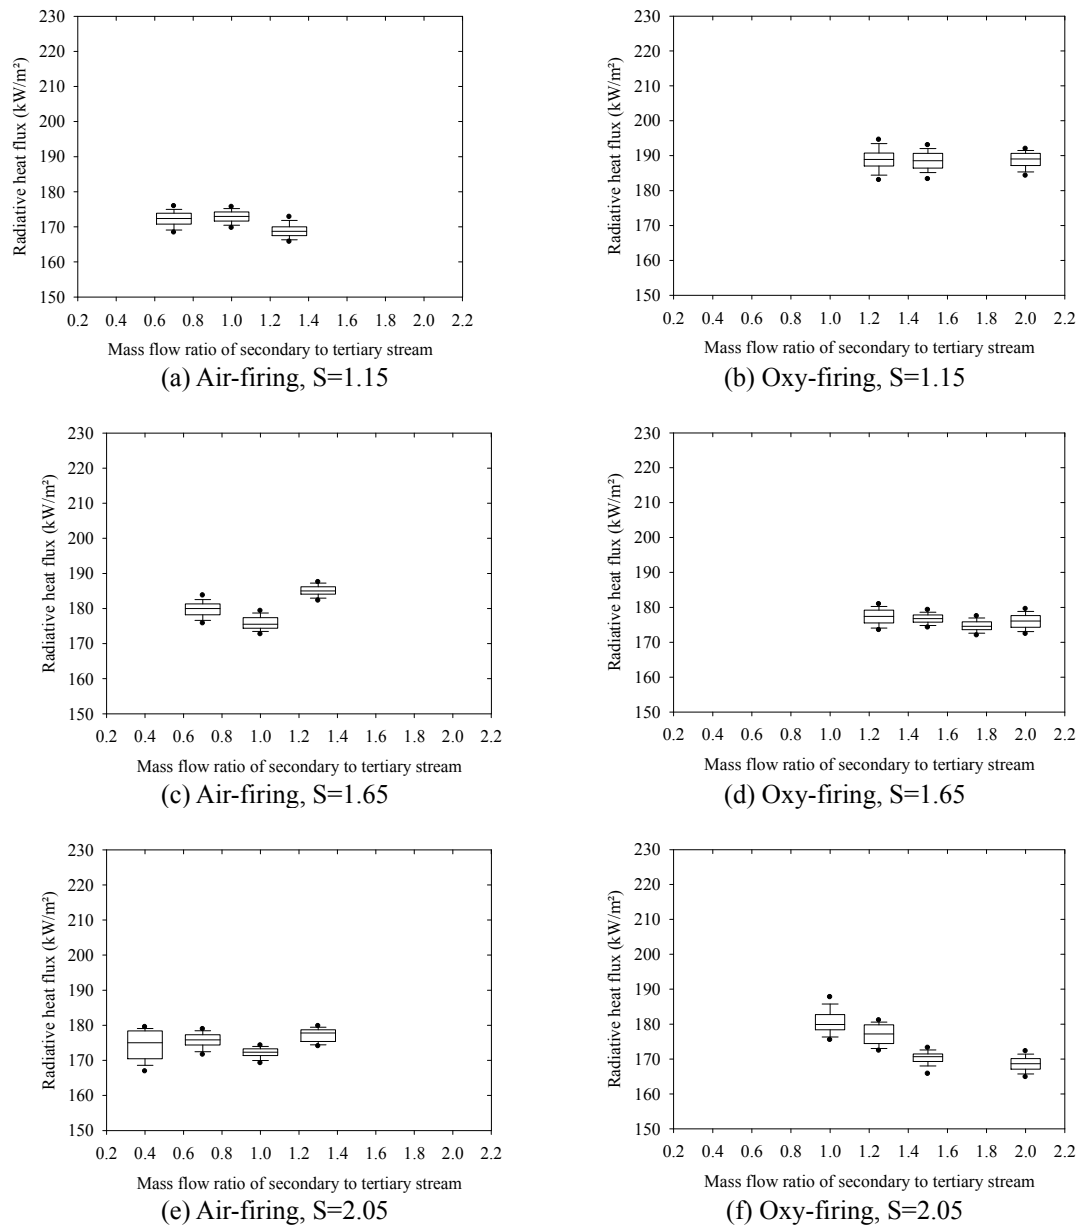 Radiative heat flux (kW/m²)
230
220
210
200
190
180
170
160
150
0.2 0.4 0.6 0.8 1.0 1.2 1.4 1.6 1.8 2.0 2.2
Mass flow ratio of secondary to tertiary stream
(a) Air-firing, S=1.15
Radiative heat flux (kW/m²)
230
220
210
200
190
180
170
160
150
0.2 0.4 0.6 0.8 1.0 1.2 1.4 1.6 1.8 2.0 2.2
Mass flow ratio of secondary to tertiary stream
(b) Oxy-firing, S=1.15
Radiative heat flux (kW/m²)
230
220
210
200
190
180
170
160
150
0.2 0.4 0.6 0.8 1.0 1.2 1.4 1.6 1.8 2.0 2.2
Mass flow ratio of secondary to tertiary stream
(c) Air-firing, S=1.65
Radiative heat flux (kW/m²)
230
220
210
200
190
180
170
160
150
0.2 0.4 0.6 0.8 1.0 1.2 1.4 1.6 1.8 2.0 2.2
Mass flow ratio of secondary to tertiary stream
(d) Oxy-firing, S=1.65
Radiative heat flux (kW/m²)
230
220
210
200
190
180
170
160
150
0.2 0.4 0.6 0.8 1.0 1.2 1.4 1.6 1.8 2.0 2.2
Mass flow ratio of secondary to tertiary stream
(e) Air-firing, S=2.05
Radiative heat flux (kW/m²)
230
220
210
200
190
180
170
160
150
0.2 0.4 0.6 0.8 1.0 1.2 1.4 1.6 1.8 2.0 2.2
Mass flow ratio of secondary to tertiary stream
(f) Oxy-firing, S=2.05